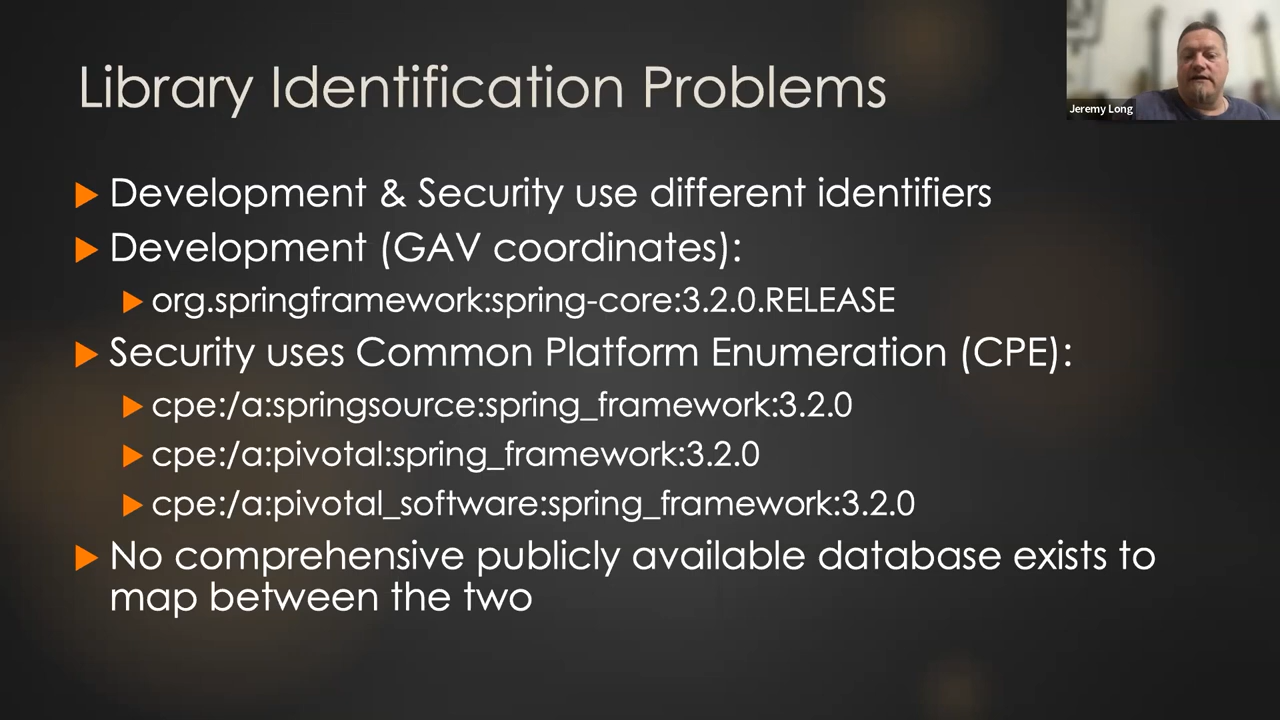 Library Identification Problems
Jeremy Long
Development & Security use different identifiers
Development (GAV coordinates):
org.springframework:spring-core:3.2.0.RELEASE
Security uses Common Platform Enumeration (CPE):
cpe:/a:springsource:spring_framework:3.2.0
cpe:/a:pivotal:spring_framework:3.2.0
cpe:/a:pivotal_software:spring_framework:3.2.0
No comprehensive publicly available database exists to
map between the two